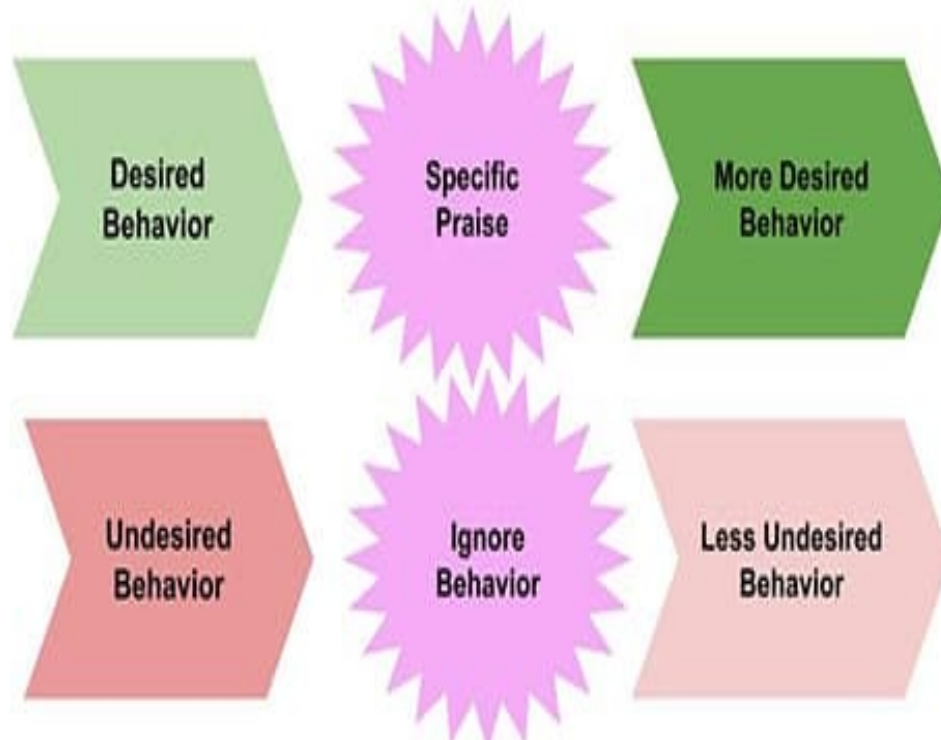 Desired
Behavior
Specific
Praise
More Desired
Behavior
Undesired
Behavior
Ignore
Behavior
Less Undesired
Behavior